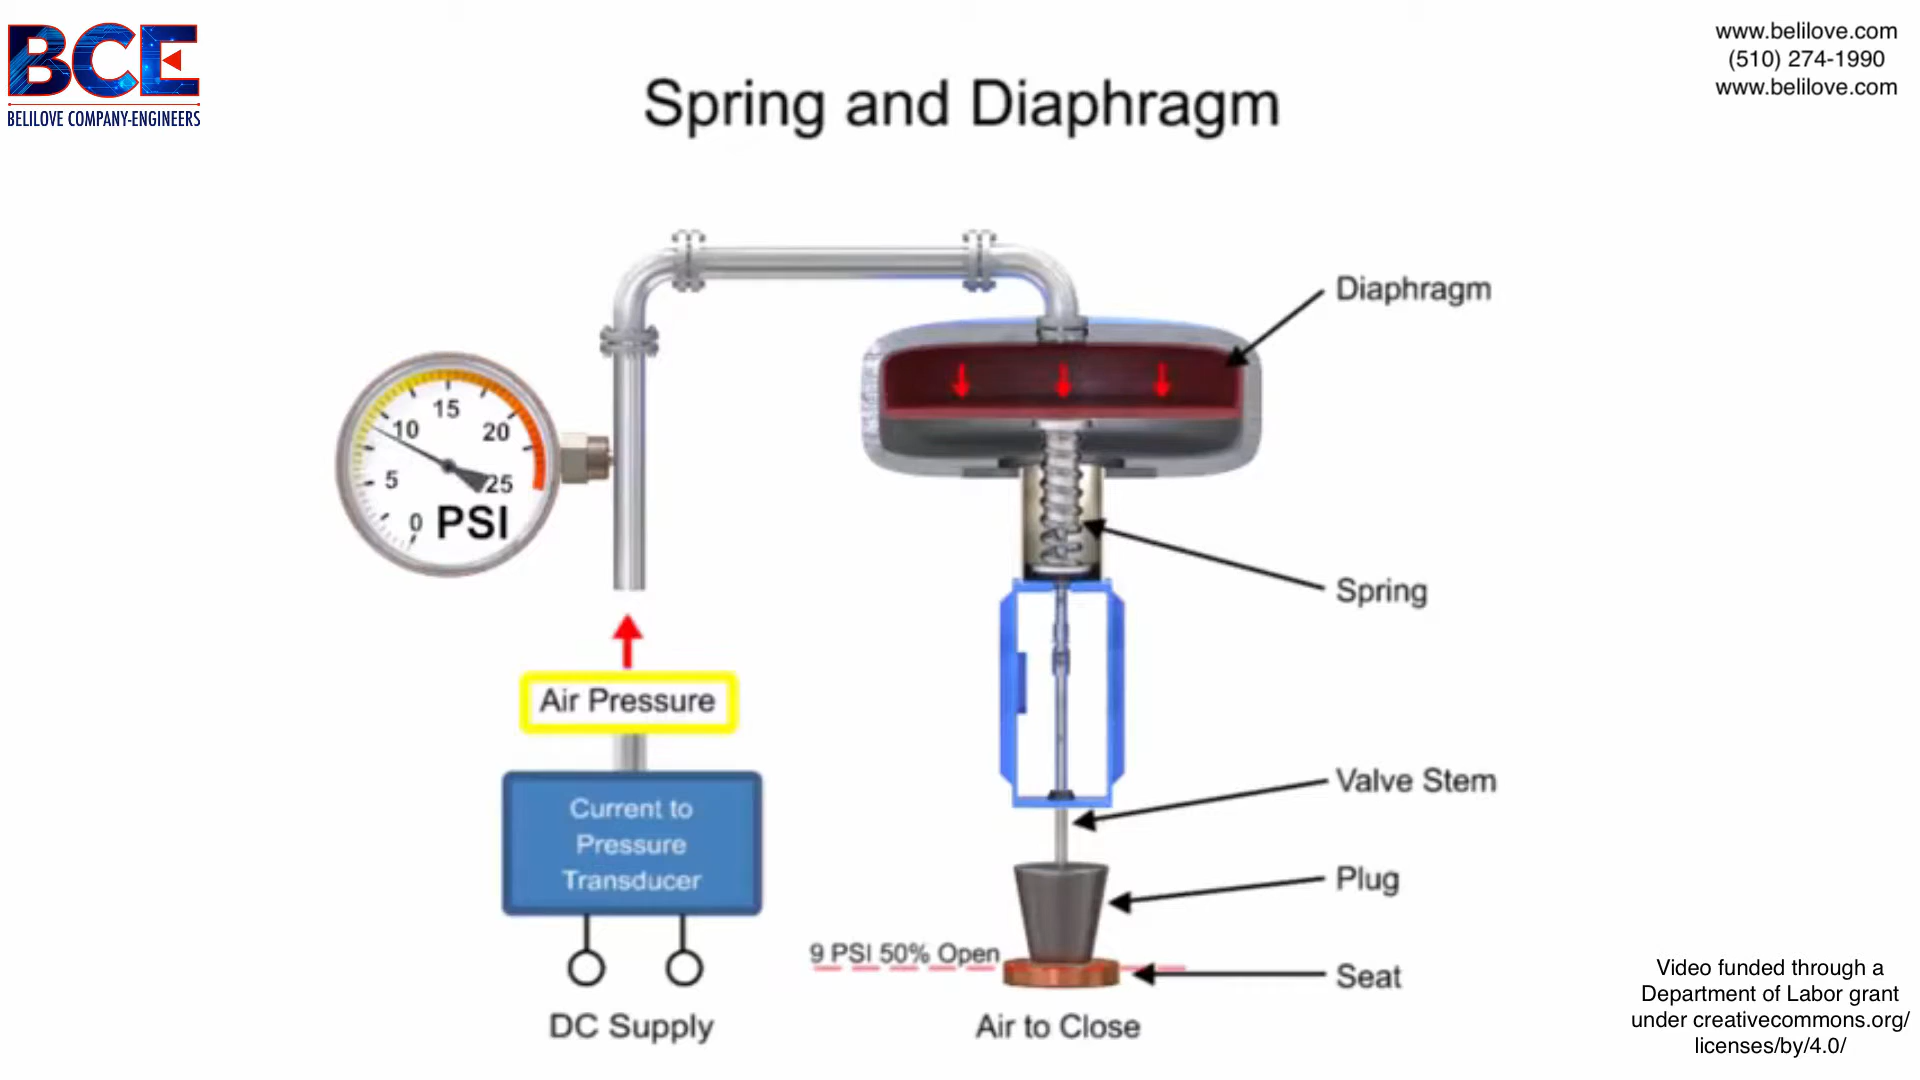 BCE
BELILOVE COMPANY-ENGINEERS
www.belilove.com
(510) 274-1990
www.belilove.com
Spring and Diaphragm
Diaphragm
15
10
20
5
25
0
PSI
Spring
Air Pressure
Current to
Pressure
Transducer
Valve Stem
Plug
9 PSI 50% Open
Seat
DC Supply
Air to Close
Video funded through a
Department of Labor grant
under creativecommons.org/
licenses/by/4.0/